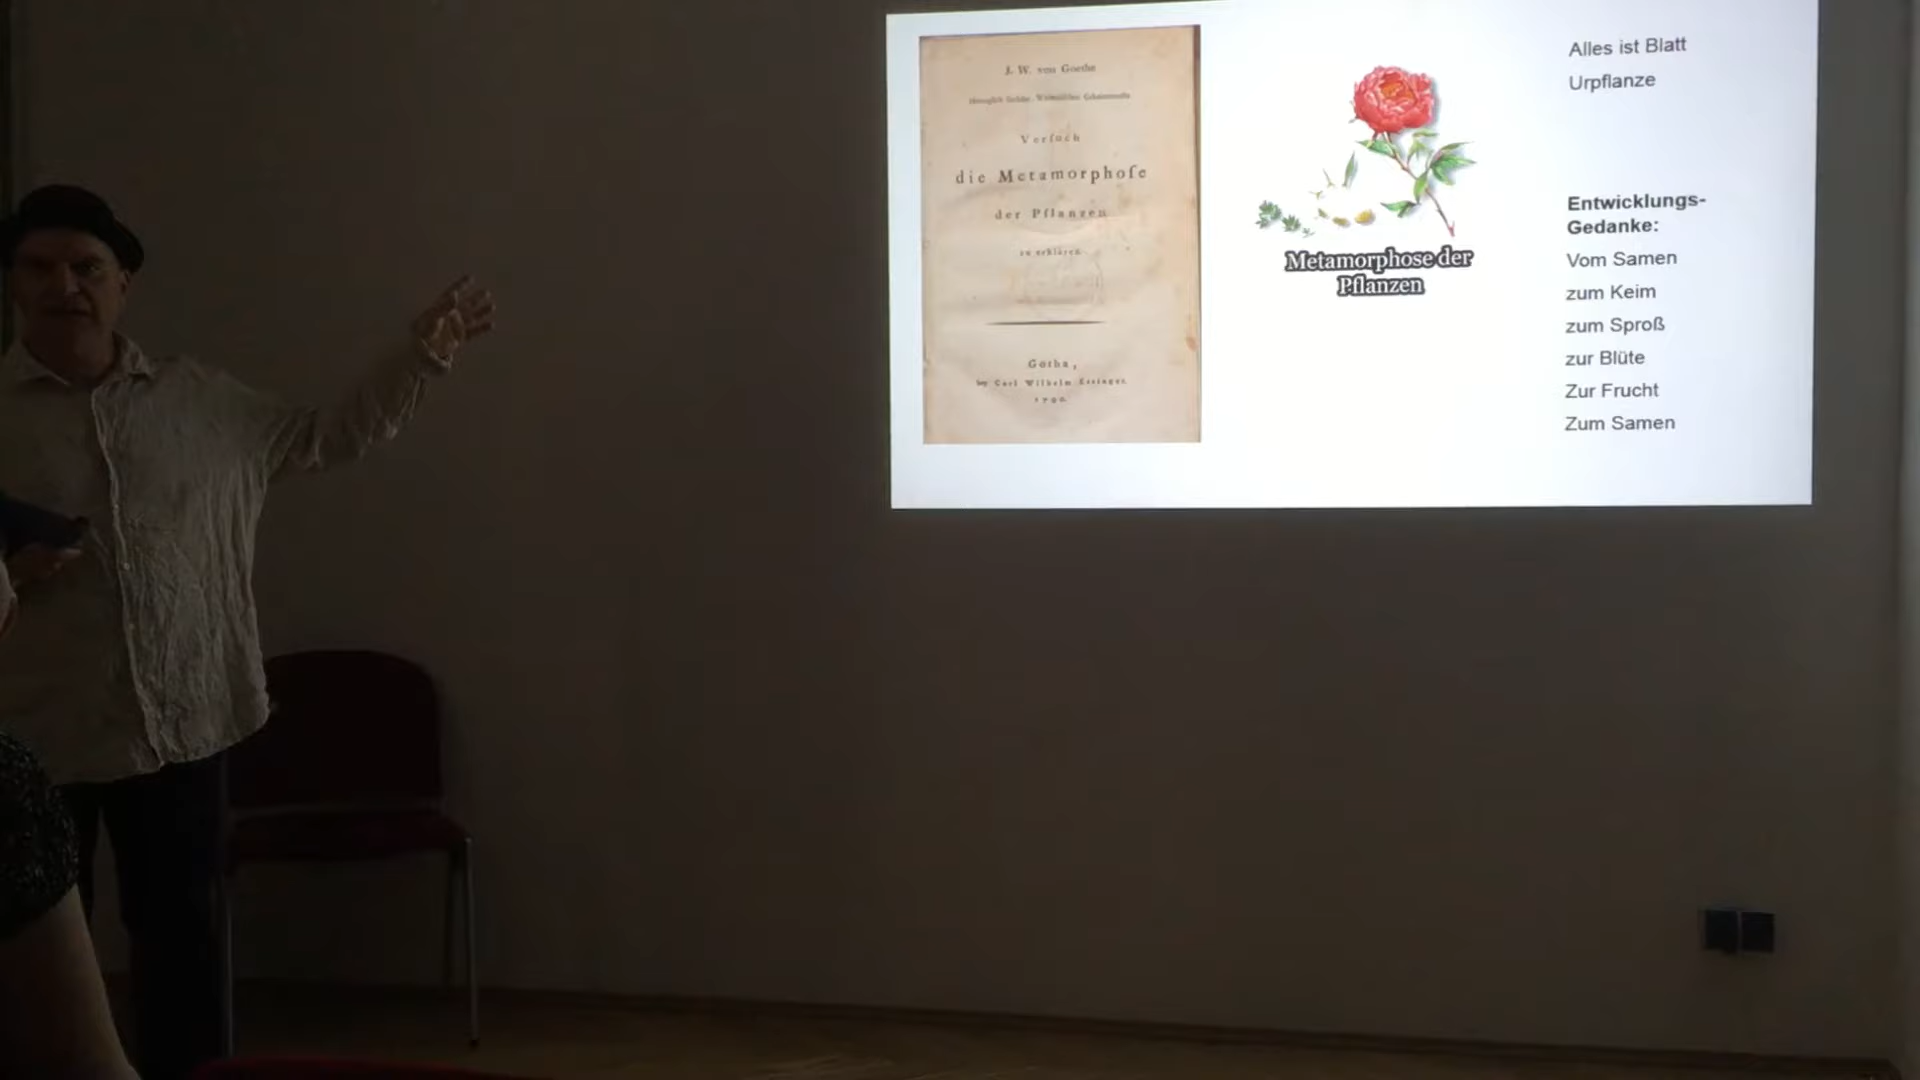 J. W. von Goethe
Verſuch
die Metamorphoſe
der Pflanzen
zu erklären.
Gotha,
bey Carl Wilhelm Ettinger.
1790.
Metamorphose der
Pflanzen
Alles ist Blatt
Urpflanze
Entwicklungs-
Gedanke:
Vom Samen
zum Keim
zum Sproß
zur Blüte
Zur Frucht
Zum Samen